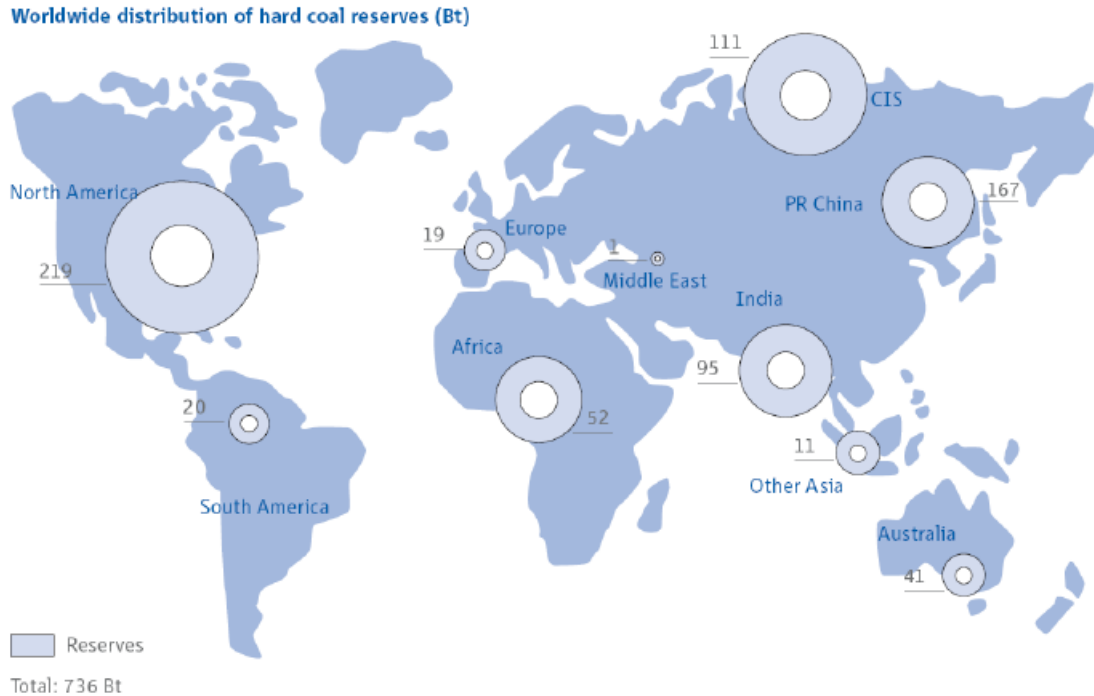 Worldwide distribution of hard coal reserves (Bt)
111
CIS
North America
167
PR China
19
Europe
1
Middle East
219
India
Africa
95
20
52
11
Other Asia
South America
Australia
41
Reserves
Total: 736 Bt